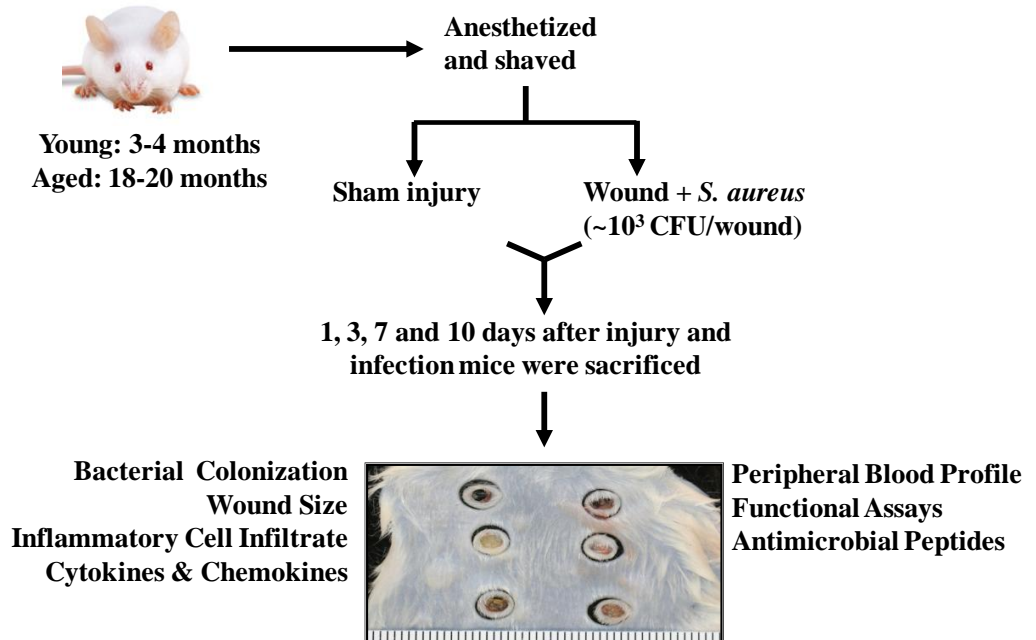 Anesthetized
and shaved
Young: 3-4 months
Aged: 18-20 months
Sham injury
Wound + S. aureus
(~10³ CFU/wound)
1, 3, 7 and 10 days after injury and
infection mice were sacrificed
Bacterial Colonization
Wound Size
Inflammatory Cell Infiltrate
Cytokines & Chemokines
Peripheral Blood Profile
Functional Assays
Antimicrobial Peptides